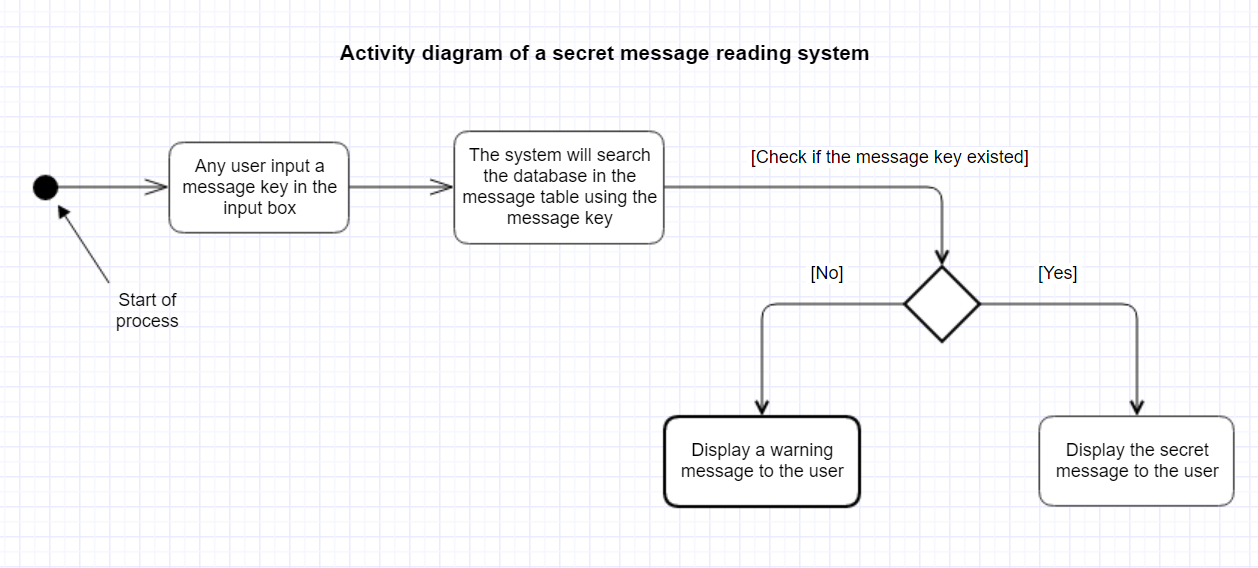 Activity diagram of a secret message reading system
Any user input a
message key in the
input box
The system will search
the database in the
message table using the
message key
[Check if the message key existed]
[No]
[Yes]
Start of
process
Display a warning
message to the user
Display the secret
message to the user